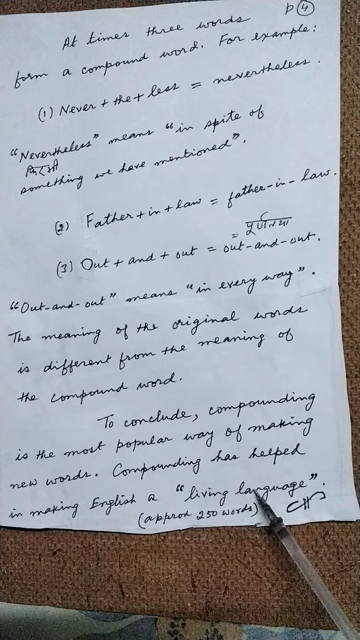 P ④
At times three words
form a compound word. For example:
(1) Never + the + less = nevertheless.
"Nevertheless" means "in spite of
फिर भी
something we have mentioned".
(2) Father + in + law = father-in-law.
= पूर्णतया
(3) Out + and + out = out-and-out.
"Out-and-out" means "in every way".
The meaning of the original words
is different from the meaning of
the compound word.
To conclude, compounding
is the most popular way of making
new words. Compounding has helped
in making English a "living language".
(approx 250 words)